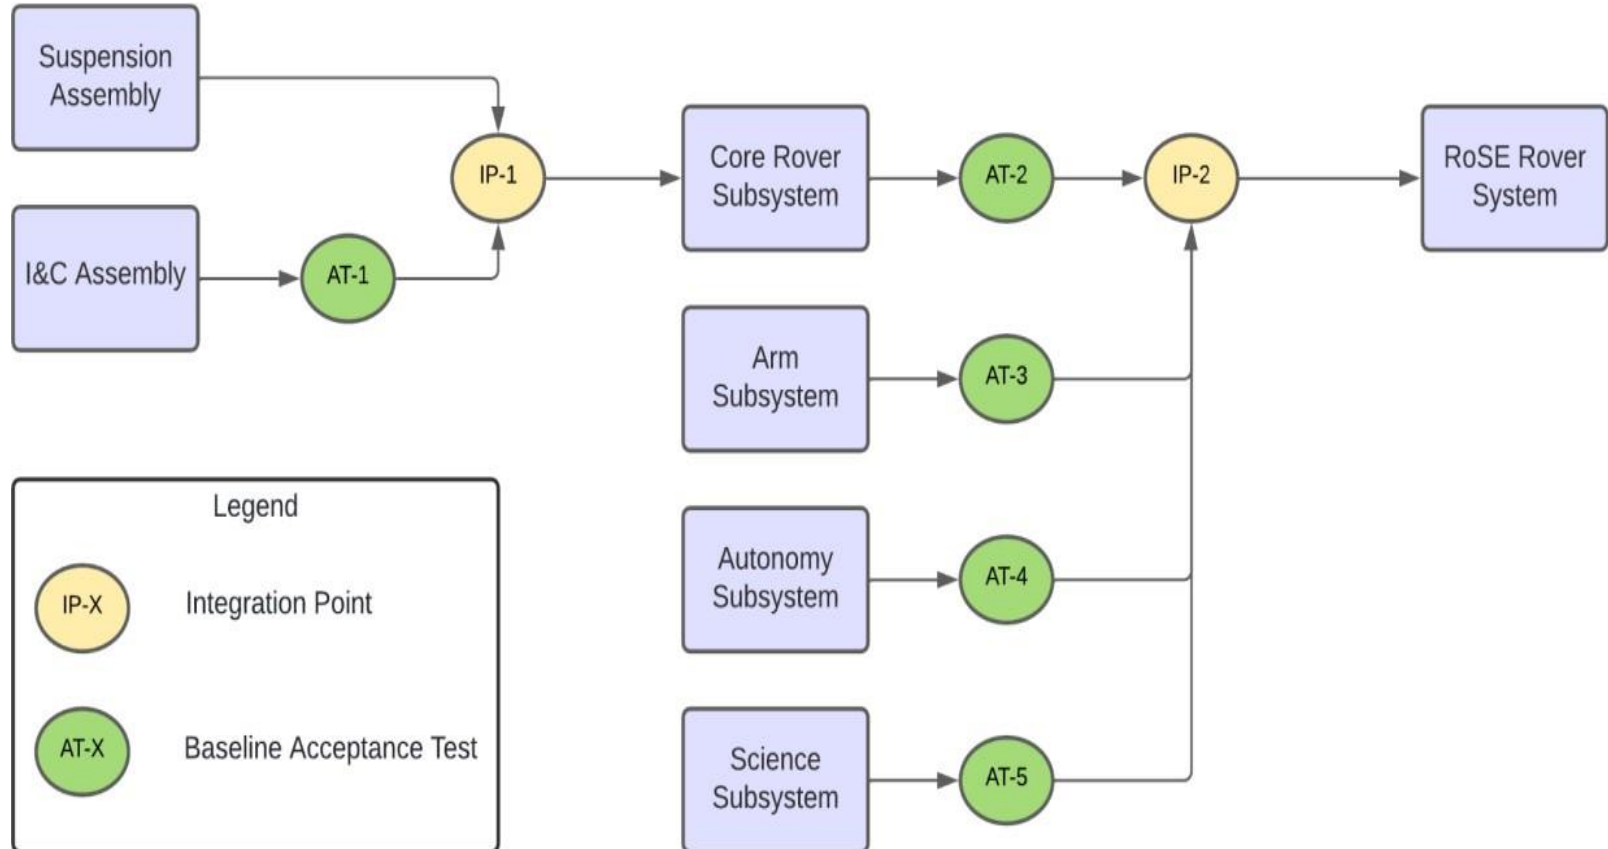 Suspension
Assembly
I&C Assembly
AT-1
IP-1
Core Rover
Subsystem
AT-2
IP-2
RoSE Rover
System
Arm
Subsystem
AT-3
Autonomy
Subsystem
AT-4
Science
Subsystem
AT-5
Legend
IP-X
Integration Point
AT-X
Baseline Acceptance Test